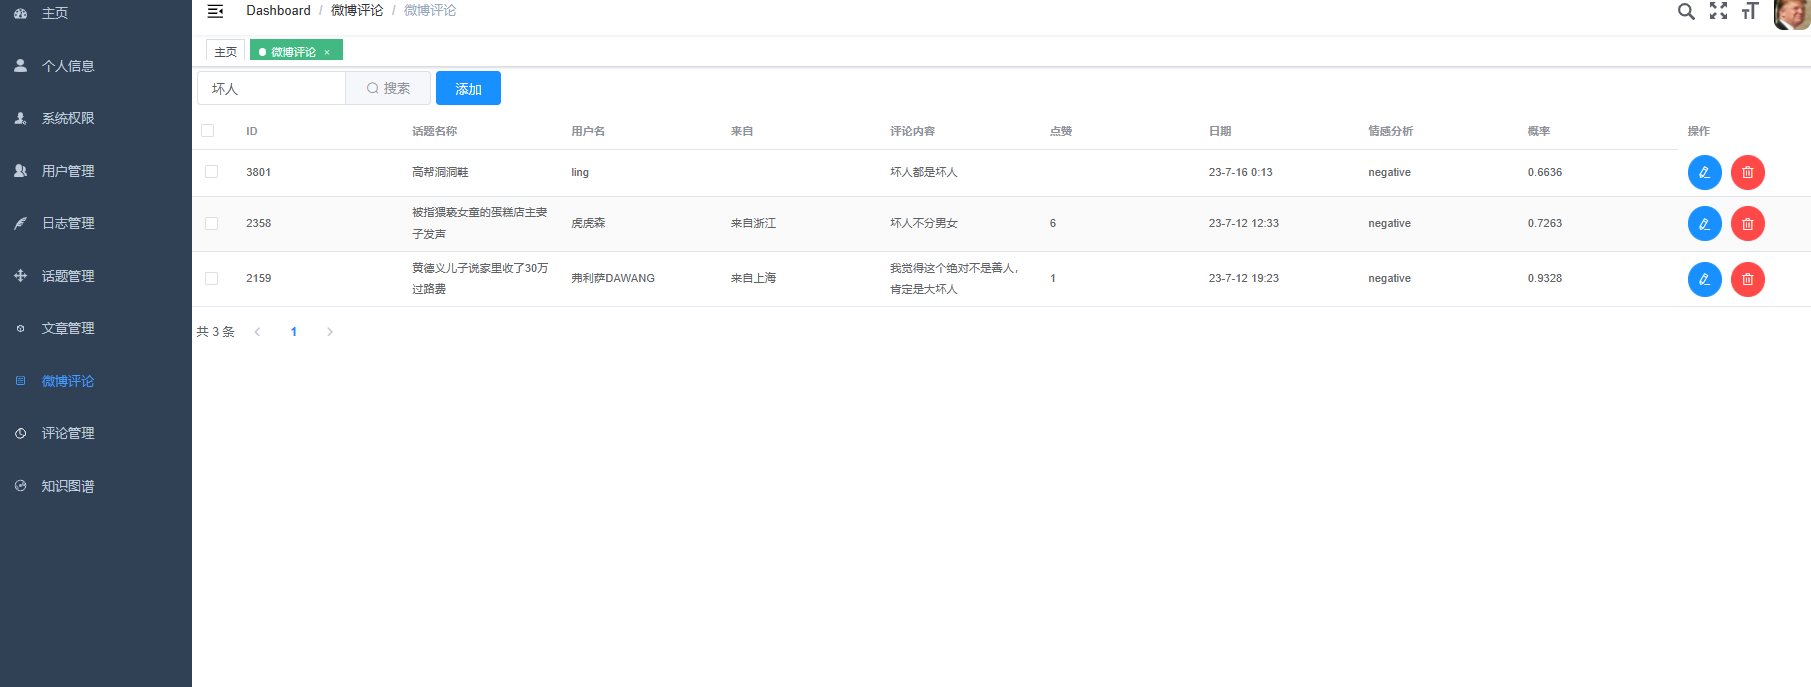 主页
个人信息
系统权限
用户管理
日志管理
话题管理
文章管理
微博评论
评论管理
知识图谱
Dashboard / 微博评论 / 微博评论
主页
微博评论 ×
坏人
搜索
添加
ID 话题名称 用户名 来自 评论内容 点赞 日期 情感分析 概率 操作
3801 高帮洞洞鞋 ling 坏人都是坏人 23-7-16 0:13 negative 0.6636
2358 被指猥亵女童的蛋糕店主妻 虎虎森 来自浙江 坏人不分男女 6 23-7-12 12:33 negative 0.7263
子发声
2159 黄德义儿子说家里收了30万 弗利萨DAWANG 来自上海 我觉得这个绝对不是善人， 1 23-7-12 19:23 negative 0.9328
过路费 肯定是大坏人
共 3 条 1